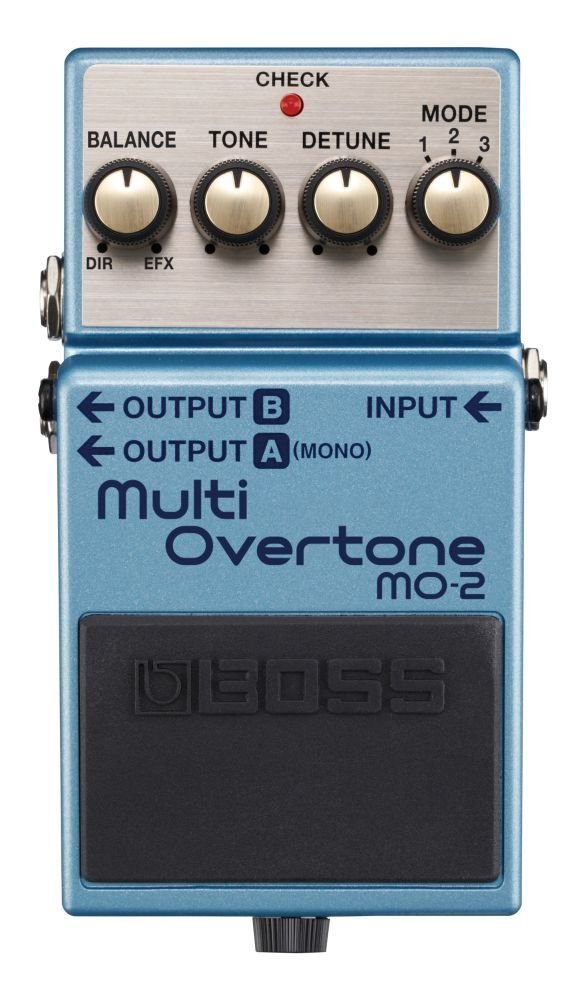 CHECK
BALANCE TONE DETUNE MODE
1 2 3
DIR EFX
OUTPUT B INPUT
OUTPUT A (MONO)
Multi
Overtone
MO-2
BOSS